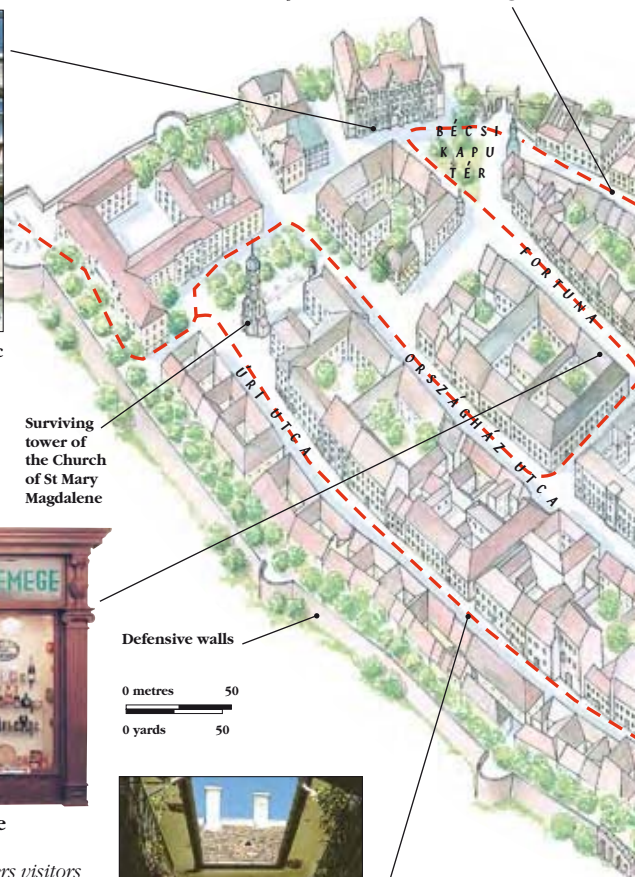 BÉCSI
KAPU
TÉR
FORTUNA
ORSZÁGHÁZ UTCA
ÚRI UTCA
Surviving
tower of
the Church
of St Mary
Magdalene
EMEGE
Defensive walls
0 metres 50
0 yards 50
visitors